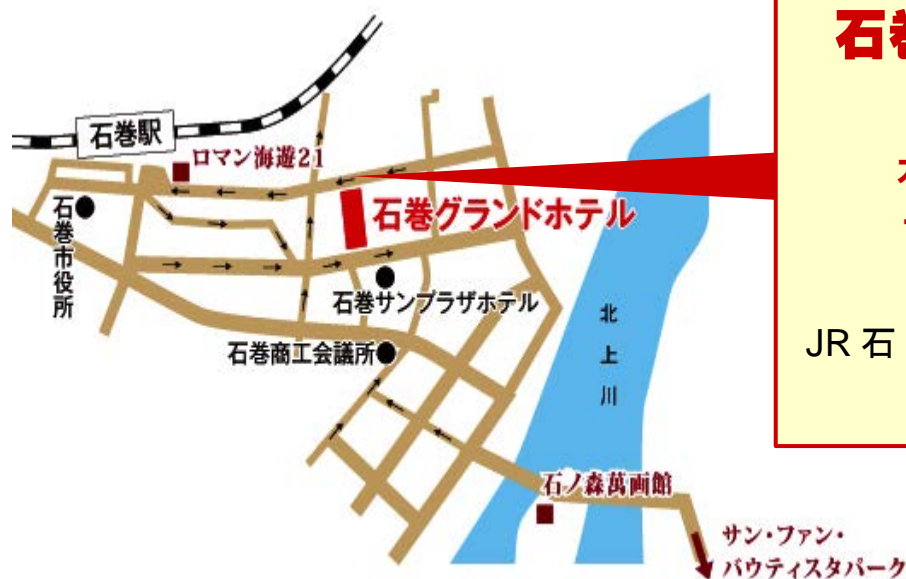 石巻
石巻駅
ロマン海遊21
石巻市役所
石巻グランドホテル
石巻サンプラザホテル
石巻商工会議所
北上川
JR 石
石ノ森萬画館
サン・ファン・
バウティスタパーク